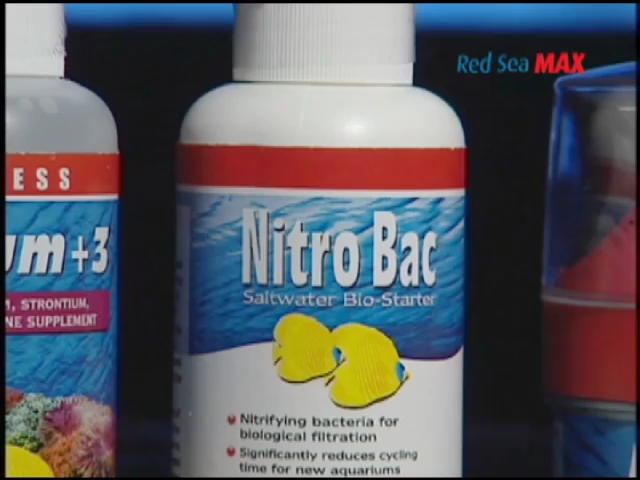 Red Sea MAX
ESS
um+3
M, STRONTIUM,
NE SUPPLEMENT
Nitro Bac
Saltwater Bio-Starter
Nitrifying bacteria for
biological filtration
Significantly reduces cycling
time for new aquariums